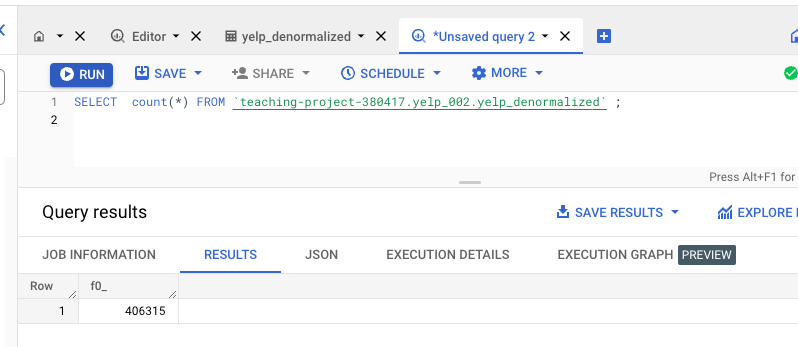 Editor
yelp_denormalized
*Unsaved query 2
RUN
SAVE
SHARE
SCHEDULE
MORE
1 SELECT count(*) FROM `teaching-project-380417.yelp_002.yelp_denormalized` ;
2
Press Alt+F1 for
Query results
SAVE RESULTS
EXPLORE
JOB INFORMATION
RESULTS
JSON
EXECUTION DETAILS
EXECUTION GRAPH
PREVIEW
Row f0_
1 406315